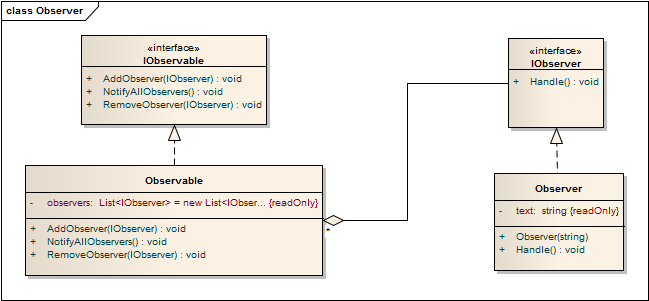 class Observer
«interface»
IObservable
+ AddObserver(IObserver) : void
+ NotifyAllObservers() : void
+ RemoveObserver(IObserver) : void
«interface»
IObserver
+ Handle() : void
Observable
- observers: List<IObserver> = new List<IObser... {readOnly}
+ AddObserver(IObserver) : void
+ NotifyAllObservers() : void
+ RemoveObserver(IObserver) : void
*
Observer
- text: string {readOnly}
+ Observer(string)
+ Handle() : void